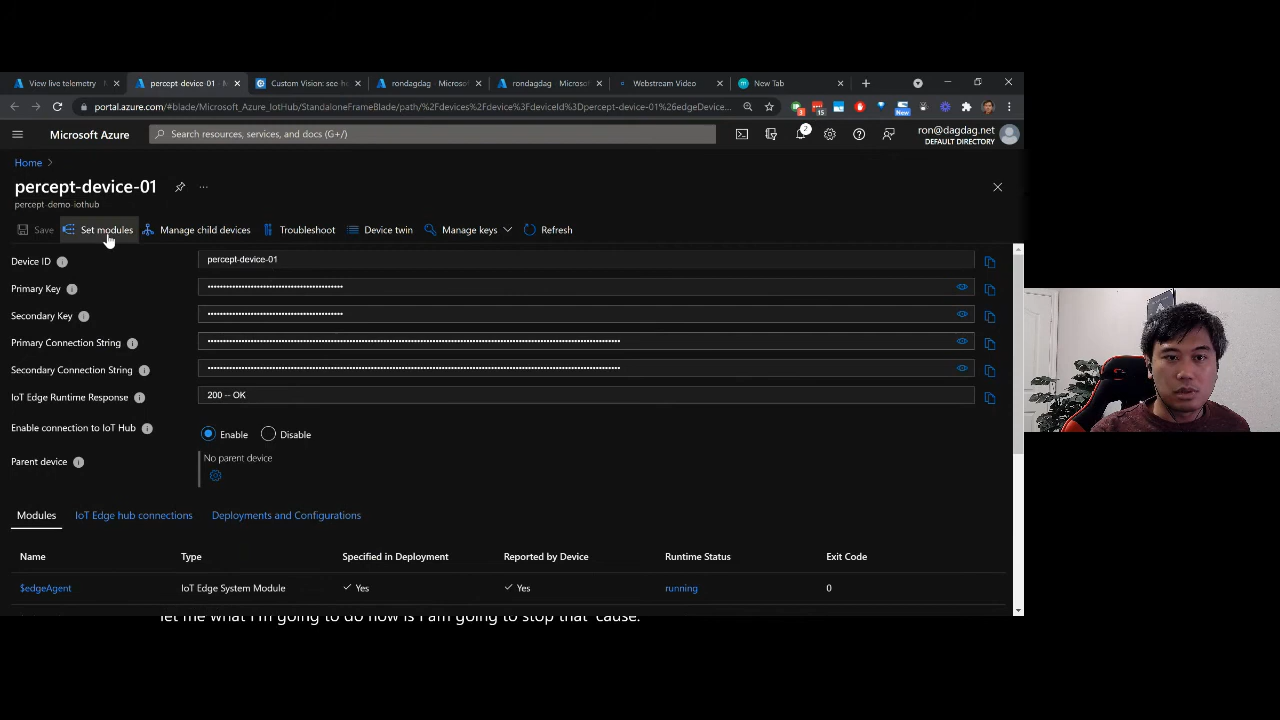 View live telemetry
percept-device-01 - M
Custom Vision: see-h
rondagdag - Microsof
rondagdag - Microsof
Webstream Video
New Tab
portal.azure.com/#blade/Microsoft_Azure_IotHub/StandaloneFrameBlade/path/%2Fdevices%2Fdevice%3FdeviceId%3Dpercept-device-01%26edgeDevice...
3
15
New
Microsoft Azure
Search resources, services, and docs (G+/)
2
ron@dagdag.net
DEFAULT DIRECTORY
Home >
percept-device-01
...
percept-demo-iothub
Save
Set modules
Manage child devices
Troubleshoot
Device twin
Manage keys
Refresh
Device ID
percept-device-01
Primary Key
Secondary Key
Primary Connection String
Secondary Connection String
IoT Edge Runtime Response
200 -- OK
Enable connection to IoT Hub
Enable
Disable
Parent device
No parent device
Modules
IoT Edge hub connections
Deployments and Configurations
Name
Type
Specified in Deployment
Reported by Device
Runtime Status
Exit Code
$edgeAgent
IoT Edge System Module
Yes
Yes
running
0
let me what I'm going to do now is I am going to stop that 'cause.